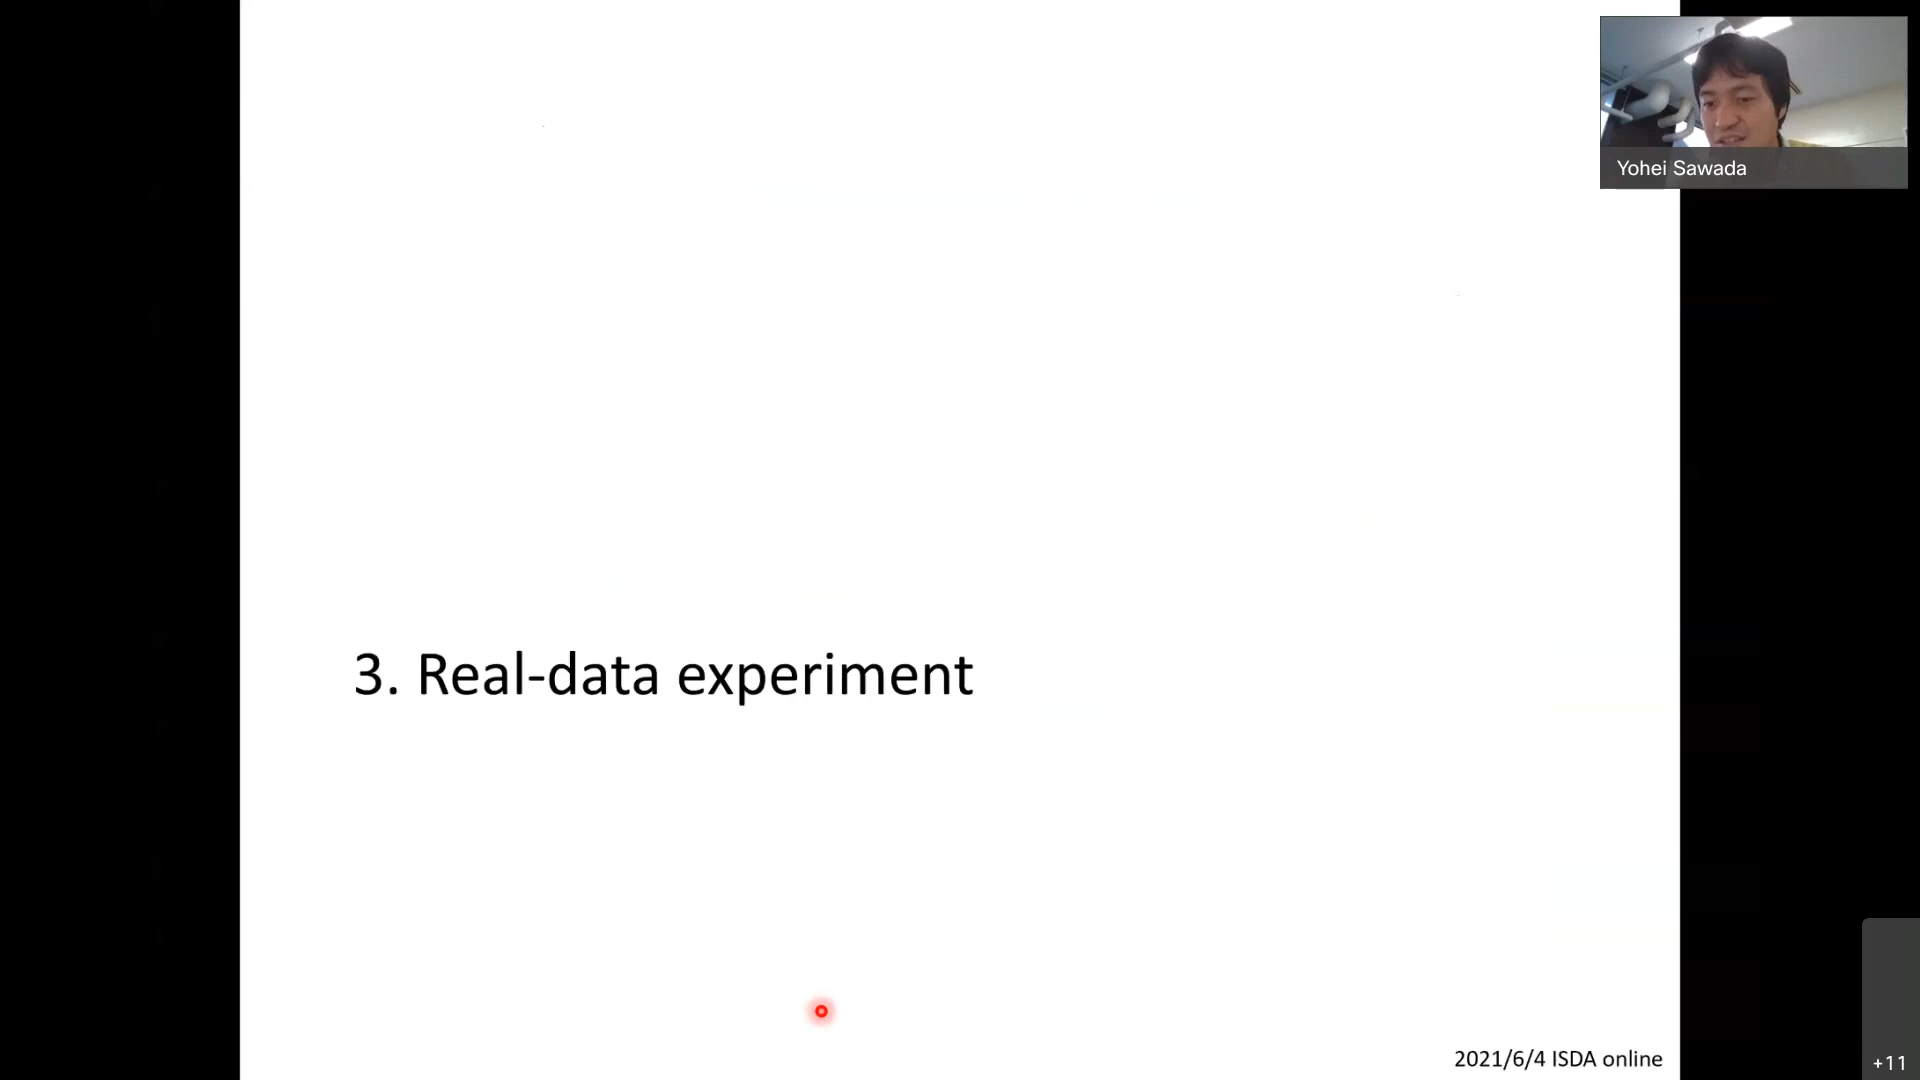 Yohei Sawada
3. Real-data experiment
2021/6/4 ISDA online
+11